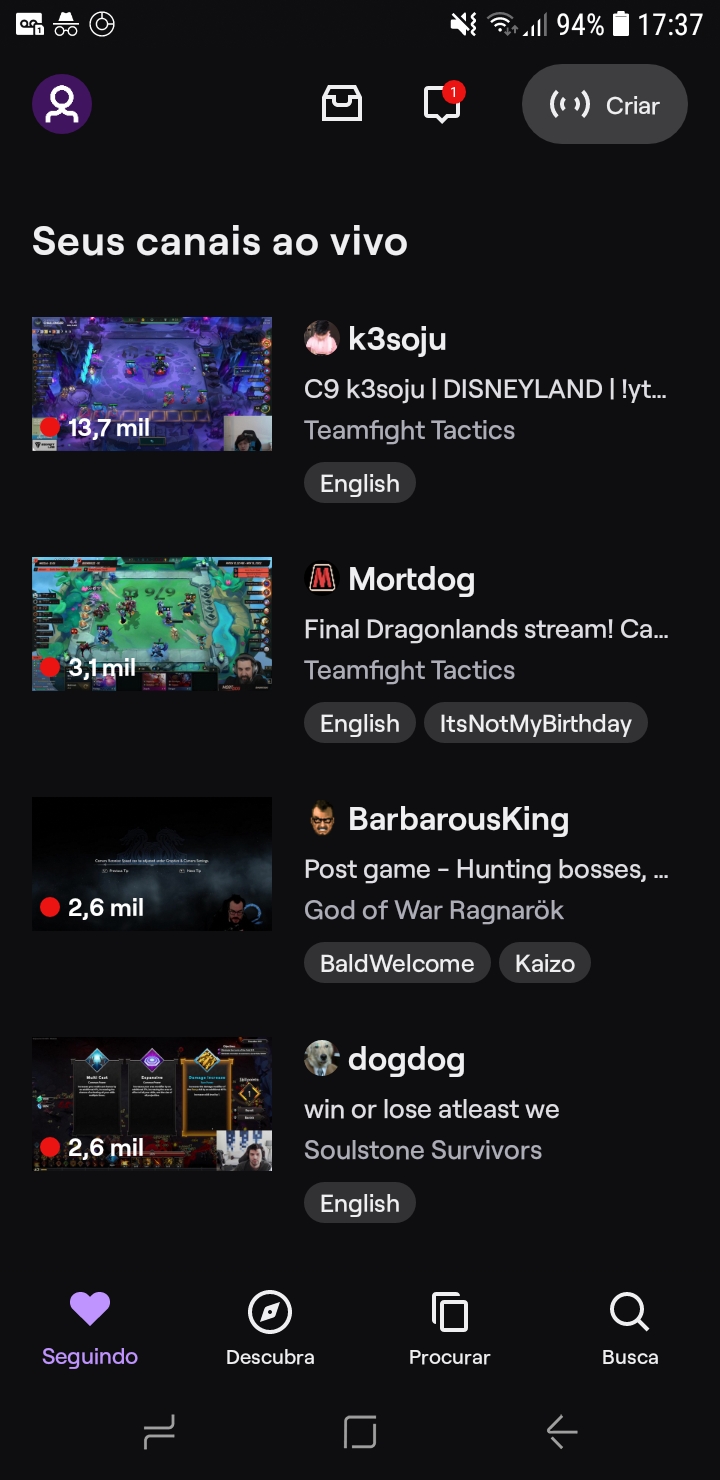 94% 17:37
1
Criar
Seus canais ao vivo
k3soju
C9 k3soju | DISNEYLAND | !yt...
Teamfight Tactics
13,7 mil
English
Mortdog
Final Dragonlands stream! Ca...
Teamfight Tactics
3,1 mil
English ItsNotMyBirthday
BarbarousKing
Post game - Hunting bosses, ...
God of War Ragnarök
2,6 mil
BaldWelcome Kaizo
dogdog
win or lose atleast we
Soulstone Survivors
2,6 mil
English
Seguindo Descubra Procurar Busca